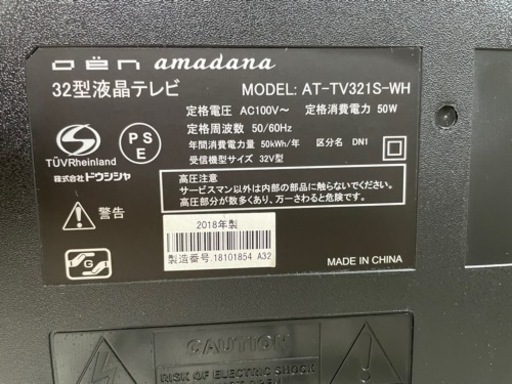 öen amadana
32型液晶テレビ MODEL: AT-TV321S-WH
定格電圧 AC100V～ 定格消費電力 50W
定格周波数 50/60Hz
年間消費電力量 50kWh/年 区分名 DN1
受信機型サイズ 32V型
PS
E
TÜVRheinland
株式会社ドウシシャ
高圧注意
サービスマン以外は内部の部品に触らないでください。
高圧部分が数多くあり、万一さわると危険です。
警告
2018年製
製造番号.18101854 A32
G
MADE IN CHINA
CAUTION
RISK OF ELECTRIC SHOCK